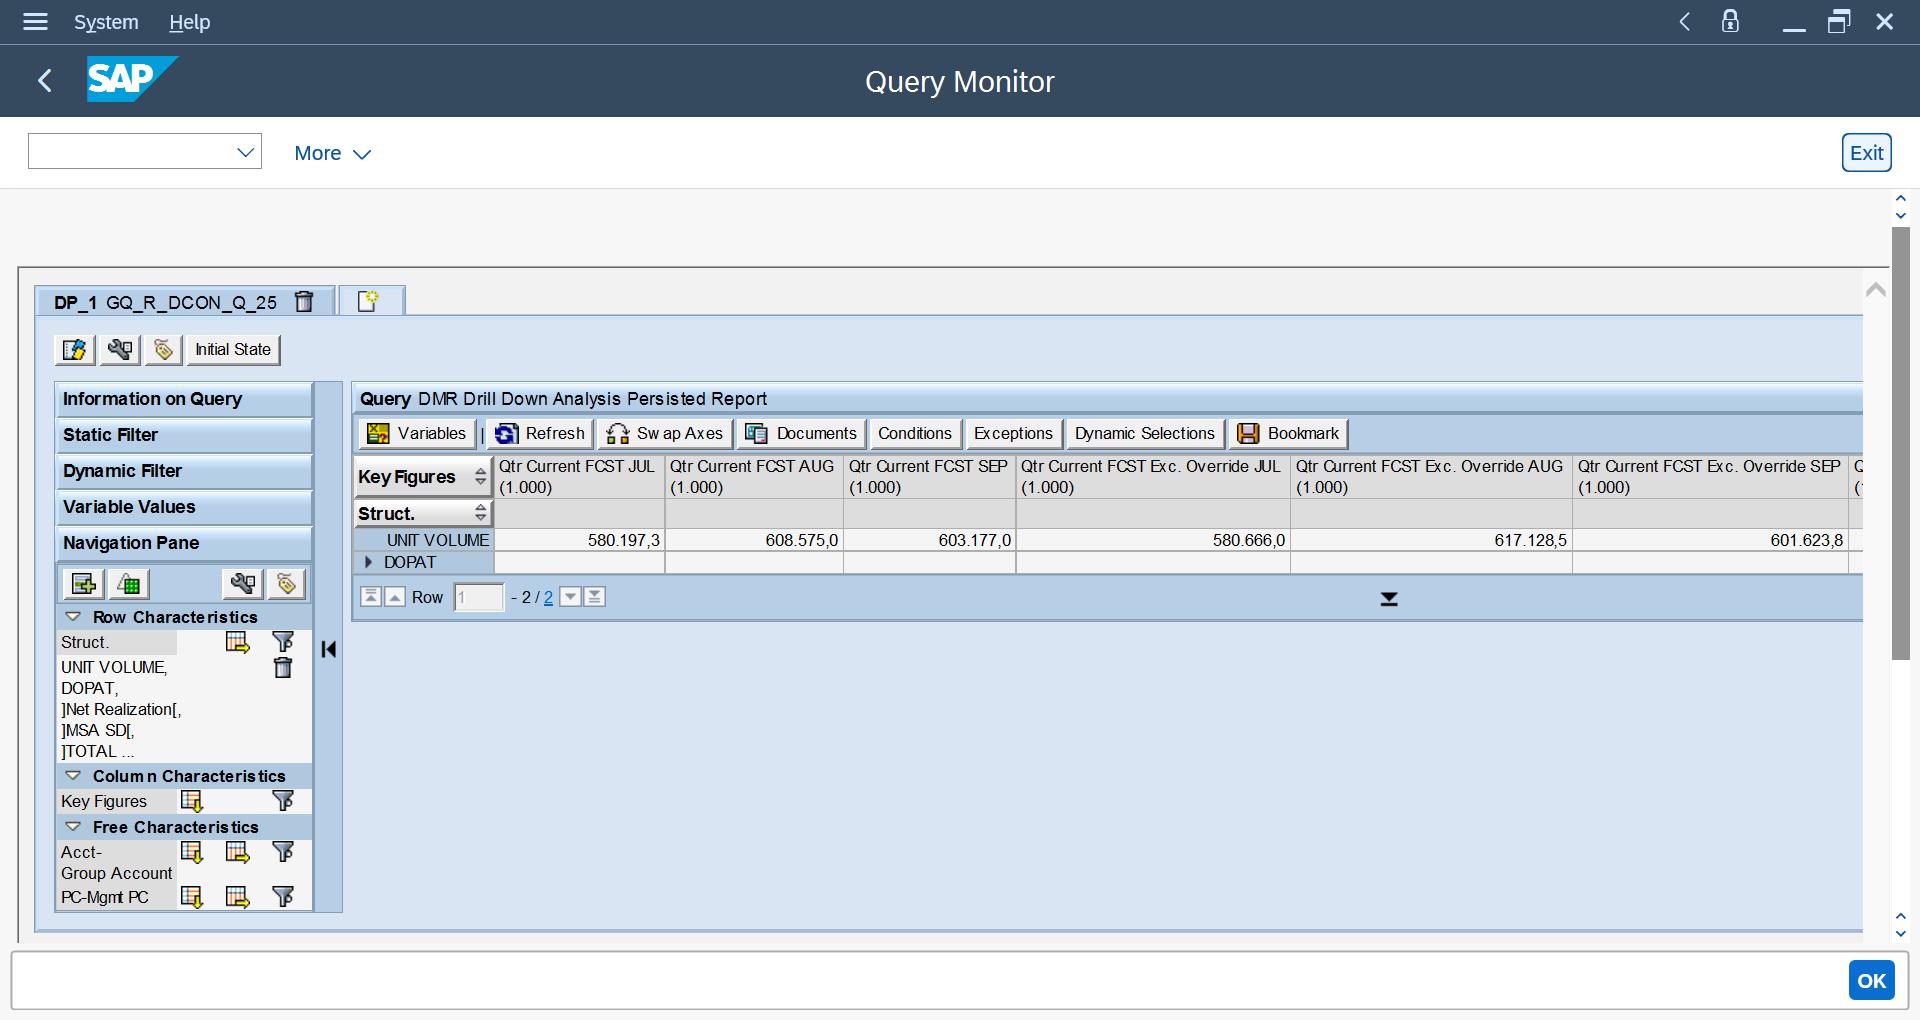 System Help
SAP
Query Monitor
More
Exit
DP_1 GQ_R_DCON_Q_25
Initial State
Information on Query
Static Filter
Dynamic Filter
Variable Values
Navigation Pane
Row Characteristics
Struct.
UNIT VOLUME,
DOPAT,
]Net Realization[,
]MSA SD[,
]TOTAL ...
Column Characteristics
Key Figures
Free Characteristics
Acct-
Group Account
PC-Mgmt PC
Query DMR Drill Down Analysis Persisted Report
Variables | Refresh Swap Axes Documents Conditions Exceptions Dynamic Selections Bookmark
Key Figures Qtr Current FCST JUL Qtr Current FCST AUG Qtr Current FCST SEP Qtr Current FCST Exc. Override JUL Qtr Current FCST Exc. Override AUG Qtr Current FCST Exc. Override SEP
(1.000) (1.000) (1.000) (1.000) (1.000) (1.000)
Struct.
UNIT VOLUME 580.197,3 608.575,0 603.177,0 580.666,0 617.128,5 601.623,8
DOPAT
Row 1 - 2 / 2
OK